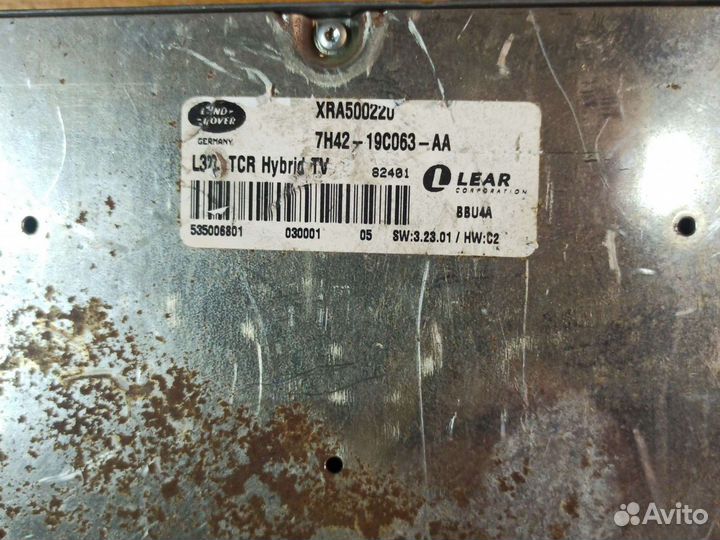 LAND-
-ROVER
GERMANY
XRA500220
7H42-19C063-AA
TCR Hybrid TV 82401
LEAR
CORPORATION
BBU4A
535006801 030001 05 SW:3.23.01 / HW:C2
Avito